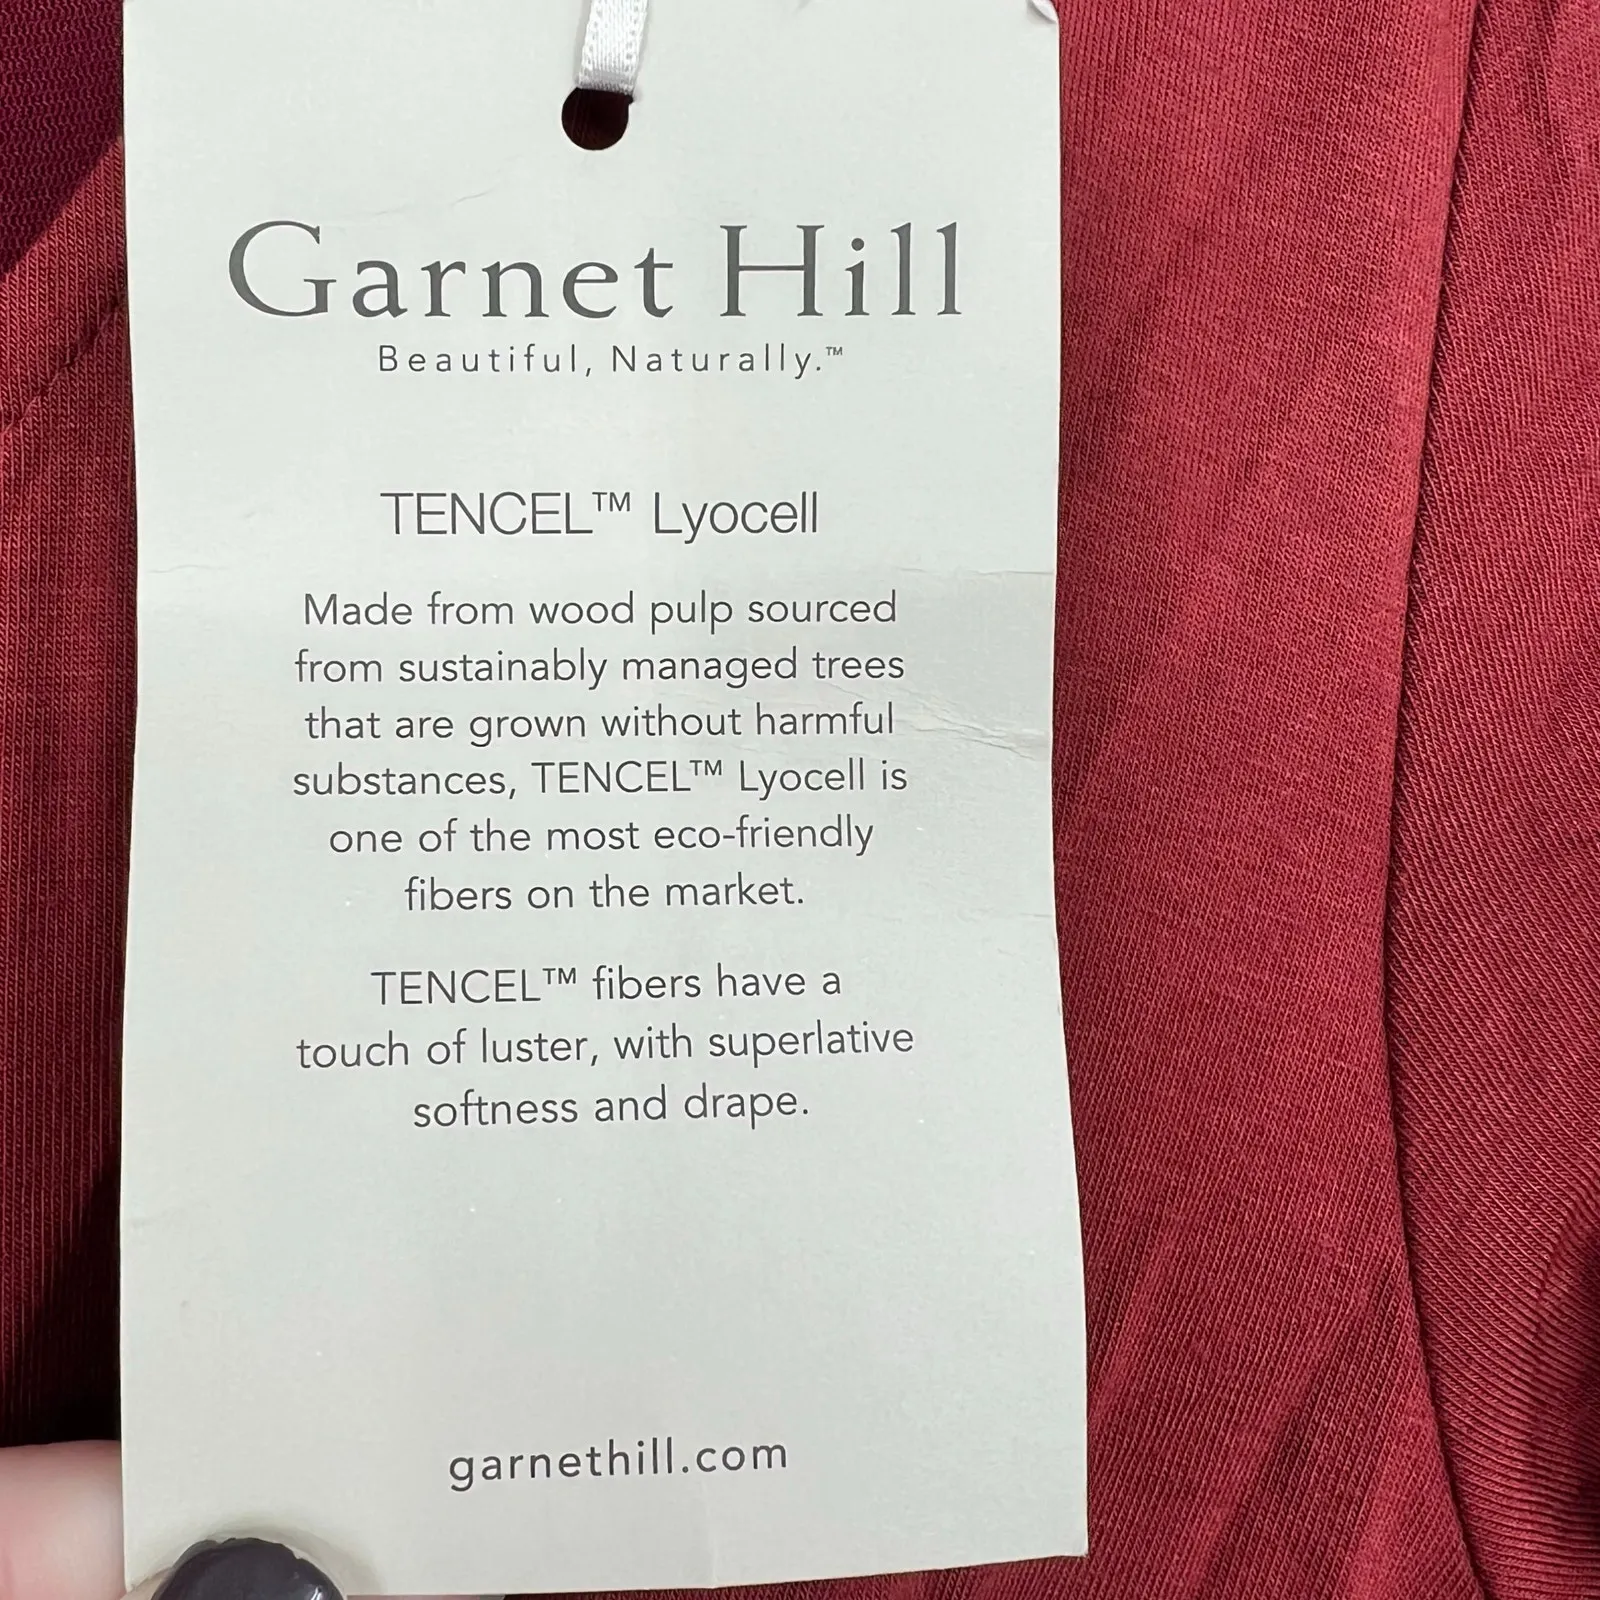 Garnet Hill
Beautiful, Naturally.™
TENCEL™ Lyocell
Made from wood pulp sourced
from sustainably managed trees
that are grown without harmful
substances, TENCEL™ Lyocell is
one of the most eco-friendly
fibers on the market.
TENCEL™ fibers have a
touch of luster, with superlative
softness and drape.
garnethill.com